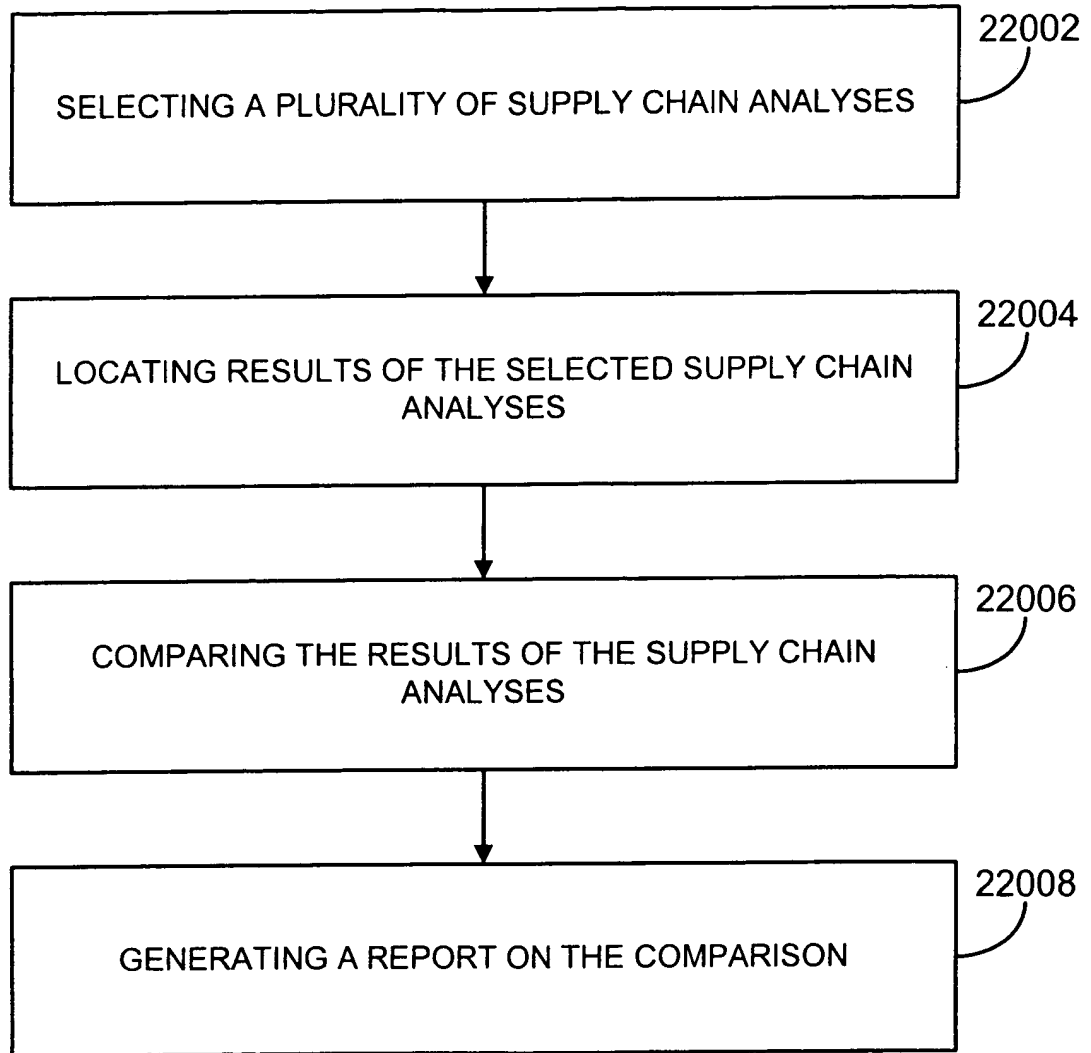 22002
SELECTING A PLURALITY OF SUPPLY CHAIN ANALYSES
22004
LOCATING RESULTS OF THE SELECTED SUPPLY CHAIN
ANALYSES
22006
COMPARING THE RESULTS OF THE SUPPLY CHAIN
ANALYSES
22008
GENERATING A REPORT ON THE COMPARISON